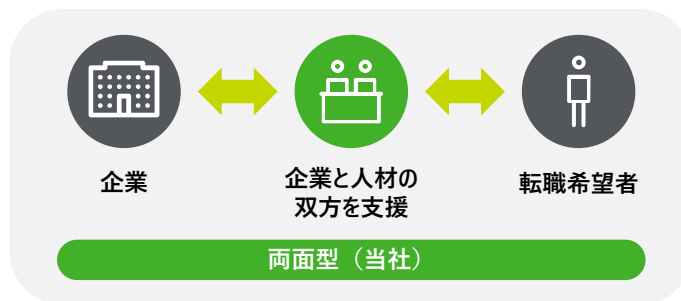 企業
企業と人材の
双方を支援
転職希望者
両面型（当社）